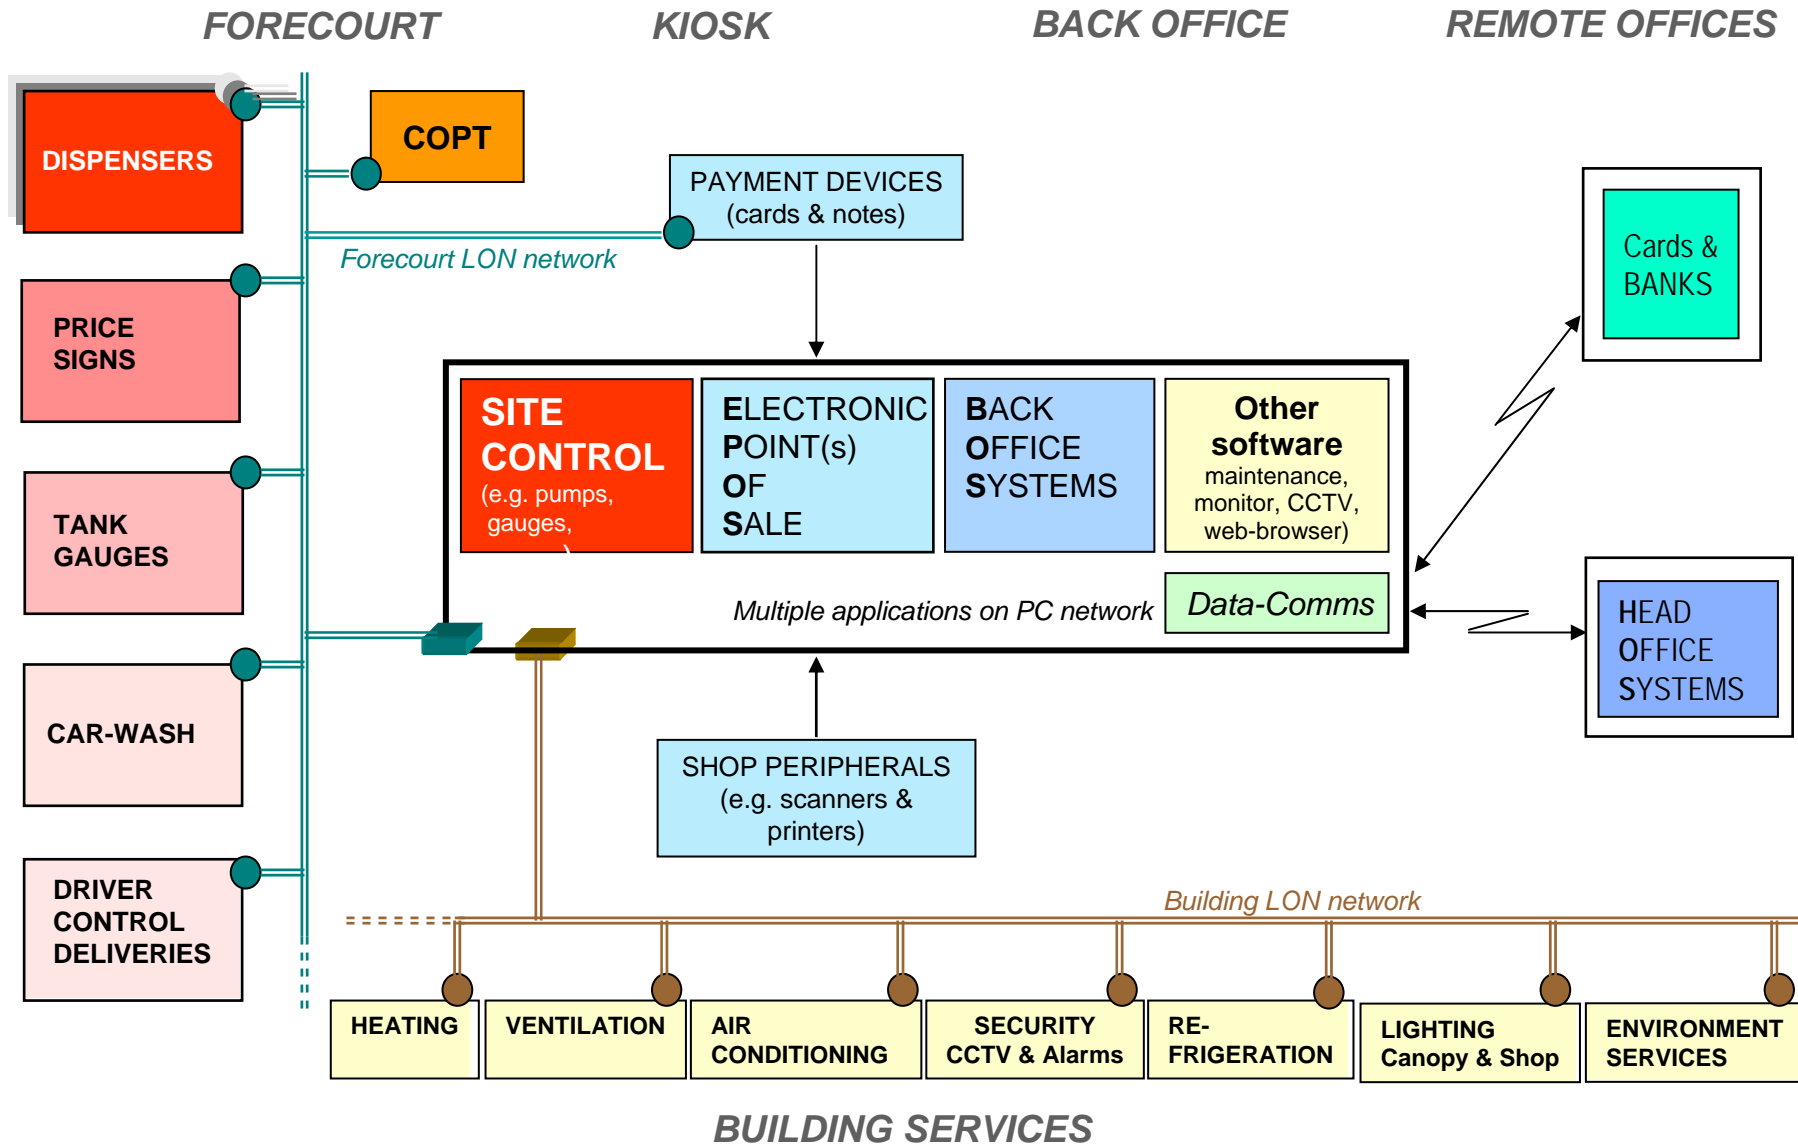 FORECOURT
KIOSK
BACK OFFICE
REMOTE OFFICES
DISPENSERS
COPT
PAYMENT DEVICES
(cards & notes)
Forecourt LON network
Cards &
BANKS
PRICE
SIGNS
SITE
CONTROL
(e.g. pumps,
gauges,
)
ELECTRONIC
POINT(s)
OF
SALE
BACK
OFFICE
SYSTEMS
Other
software
maintenance,
monitor, CCTV,
web-browser)
TANK
GAUGES
Multiple applications on PC network
Data-Comms
HEAD
OFFICE
SYSTEMS
CAR-WASH
SHOP PERIPHERALS
(e.g. scanners &
printers)
DRIVER
CONTROL
DELIVERIES
Building LON network
HEATING
VENTILATION
AIR
CONDITIONING
SECURITY
CCTV & Alarms
RE-
FRIGERATION
LIGHTING
Canopy & Shop
ENVIRONMENT
SERVICES
BUILDING SERVICES